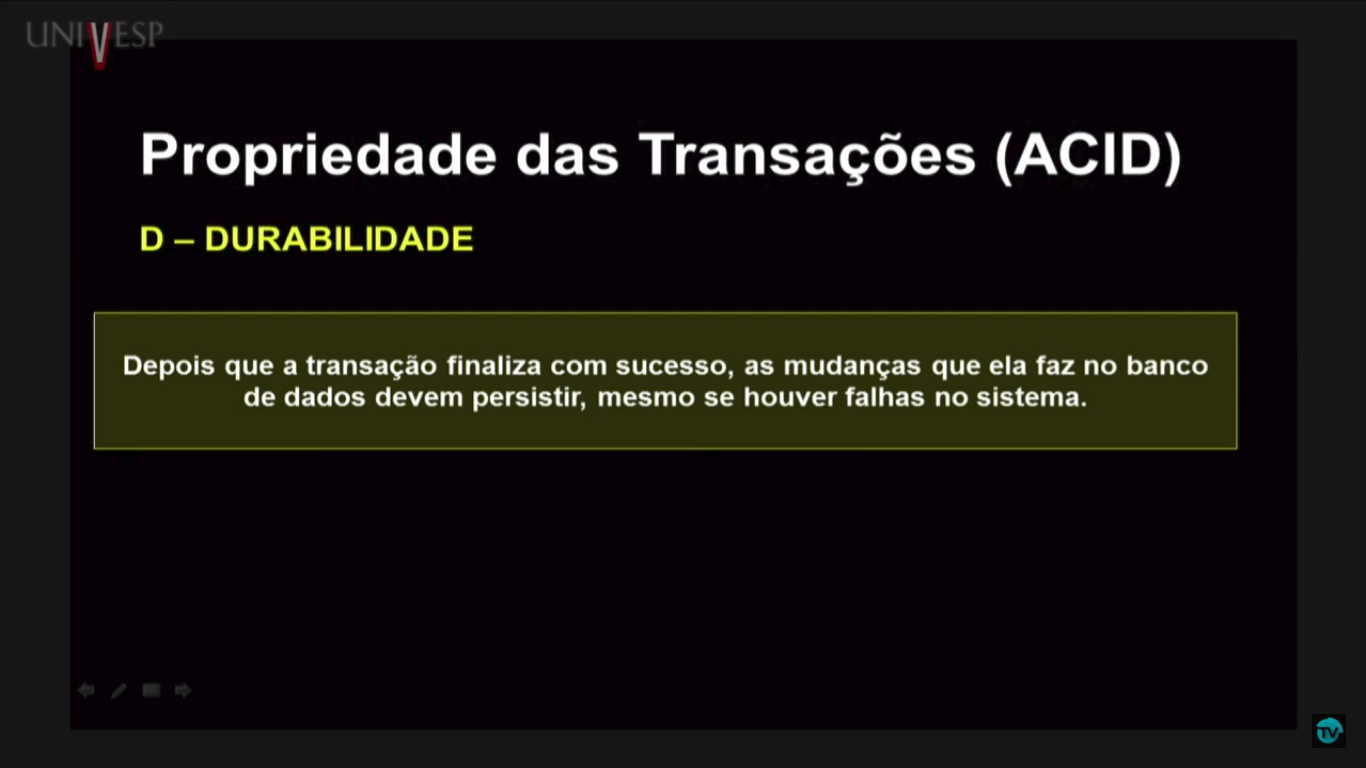 UNIVESP
Propriedade das Transações (ACID)
D – DURABILIDADE
Depois que a transação finaliza com sucesso, as mudanças que ela faz no banco
de dados devem persistir, mesmo se houver falhas no sistema.
TV